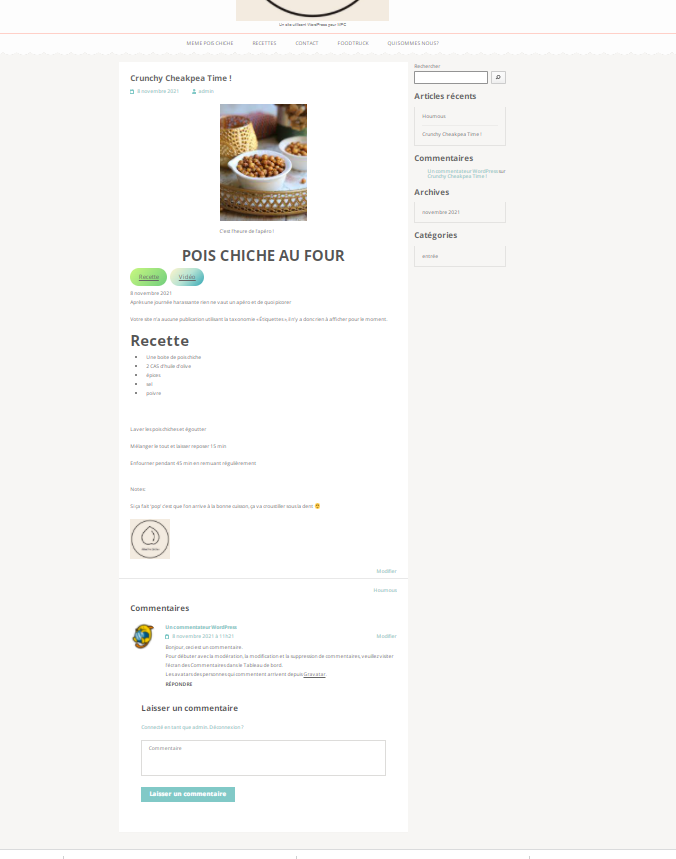 Un site utilisant WordPress pour WPC
MEME POIS CHICHE RECETTES CONTACT FOODTRUCK QUI SOMMES NOUS?
Crunchy Cheakpea Time !
8 novembre 2021 admin
C'est l'heure de l'apéro !
POIS CHICHE AU FOUR
Recette Vidéo
8 novembre 2021
Après une journée harassante rien ne vaut un apéro et de quoi picorer
Votre site n'a aucune publication utilisant la taxonomie « Étiquettes », il n'y a donc rien à afficher pour le moment.
Recette
Une boite de pois chiche
2 CAS d'huile d'olive
épices
sel
poivre
Laver les pois chiches et égoutter
Mélanger le tout et laisser reposer 15 min
Enfourner pendant 45 min en remuant régulièrement
Notes
Si ça fait 'pop' c'est que l'on arrive à la bonne cuisson, ça va croustiller sous la dent
Modifier
Houmous
Commentaires
Un commentateur WordPress
8 novembre 2021 à 11h21 Modifier
Bonjour, ceci est un commentaire.
Pour débuter avec la modération, la modification et la suppression de commentaires, veuillez visiter
l'écran des Commentaires dans le Tableau de bord.
Les avatars des personnes qui commentent arrivent depuis Gravatar.
RÉPONDRE
Laisser un commentaire
Connecté en tant que admin. Déconnexion ?
Commentaire
Laisser un commentaire
Rechercher
Articles récents
Houmous
Crunchy Cheakpea Time !
Commentaires
Un commentateur WordPress sur
Crunchy Cheakpea Time !
Archives
novembre 2021
Catégories
entrée